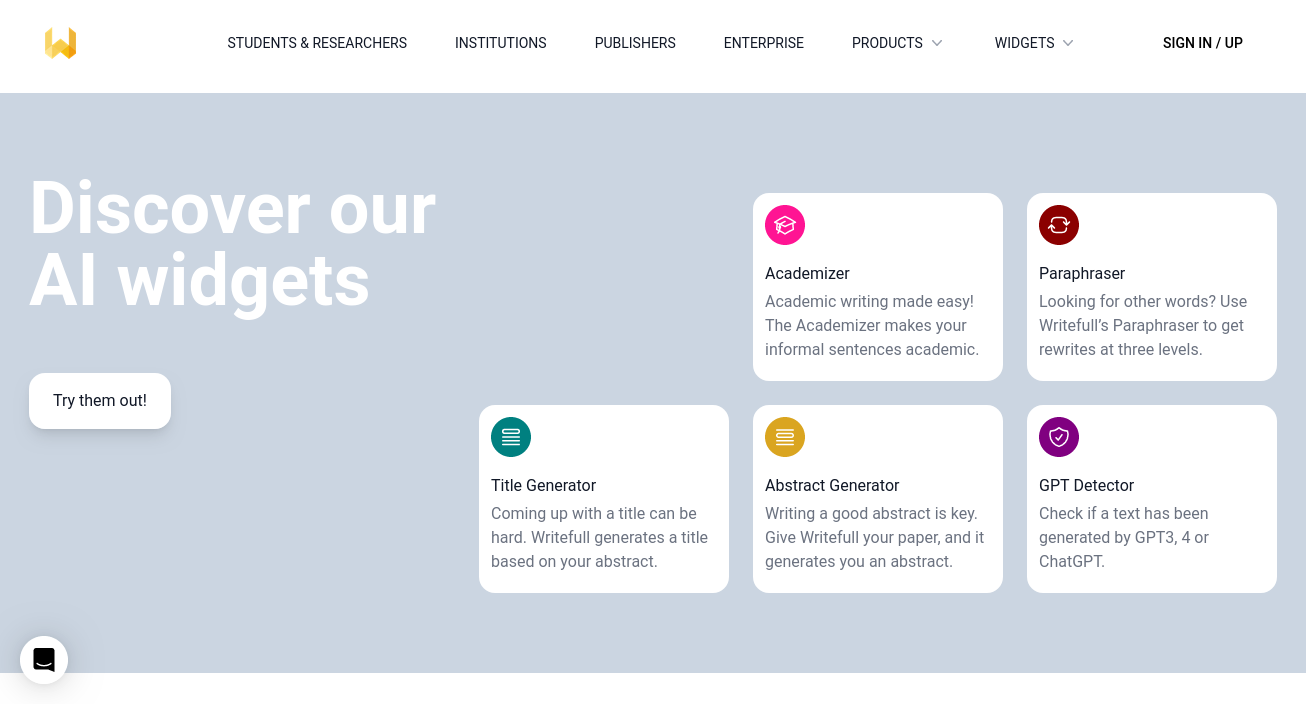 STUDENTS & RESEARCHERS
INSTITUTIONS
PUBLISHERS
ENTERPRISE
PRODUCTS
WIDGETS
SIGN IN / UP
Discover our
AI widgets
Try them out!
Academizer
Academic writing made easy!
The Academizer makes your
informal sentences academic.
Paraphraser
Looking for other words? Use
Writefull’s Paraphraser to get
rewrites at three levels.
Title Generator
Coming up with a title can be
hard. Writefull generates a title
based on your abstract.
Abstract Generator
Writing a good abstract is key.
Give Writefull your paper, and it
generates you an abstract.
GPT Detector
Check if a text has been
generated by GPT3, 4 or
ChatGPT.